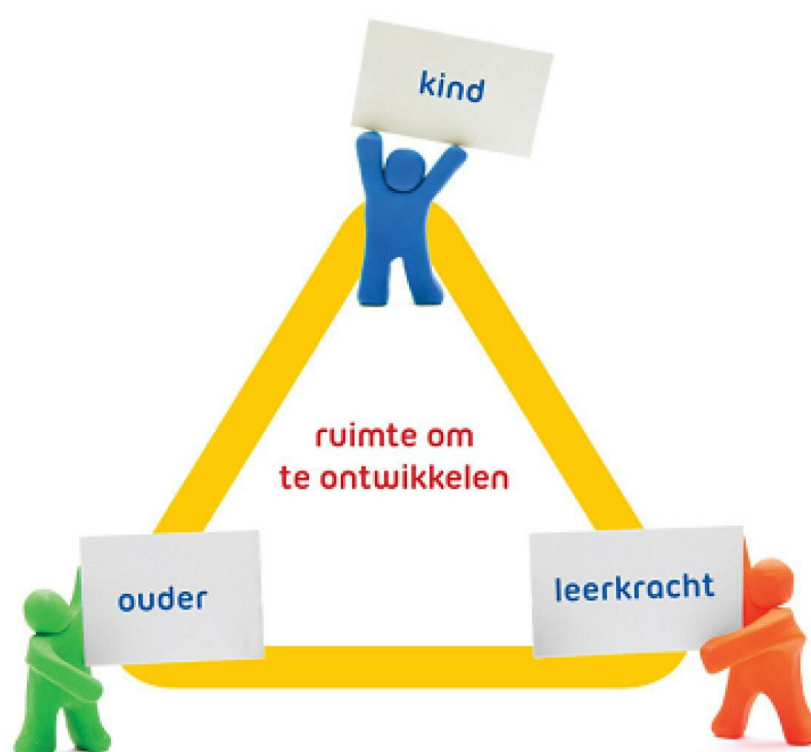 kind
ruimte om
te ontwikkelen
ouder
leerkracht